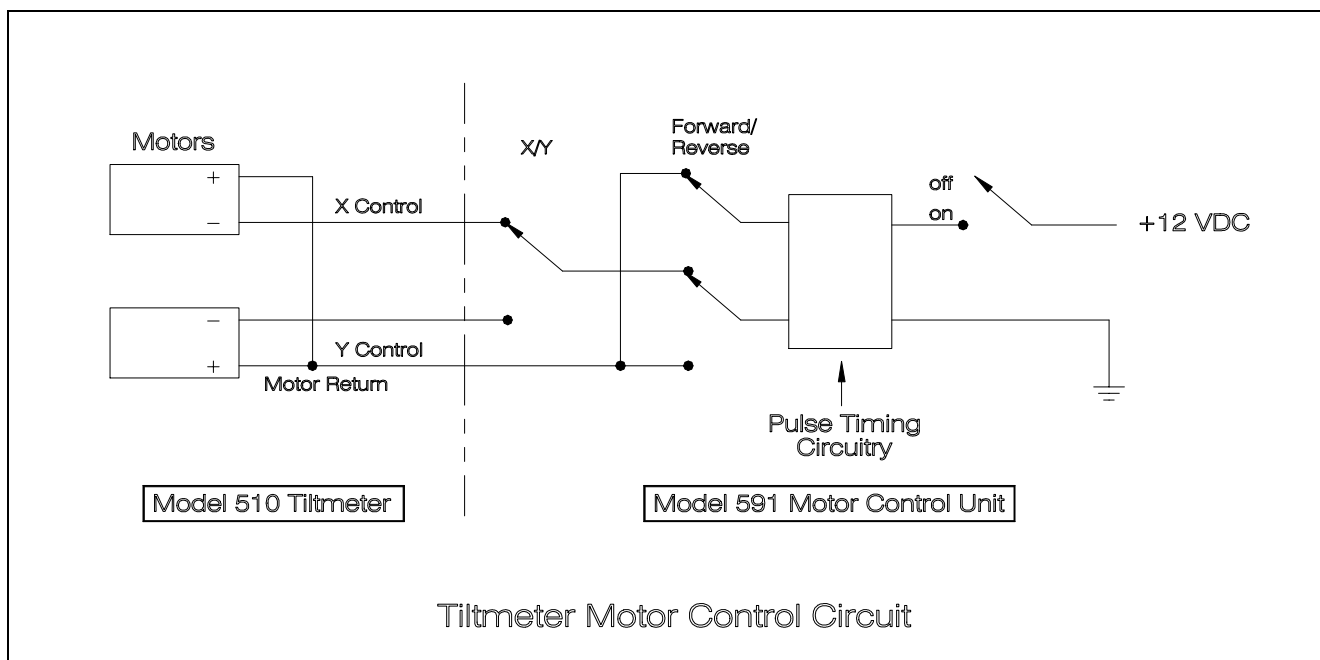 Motors
+
−
−
+
X Control
Y Control
Motor Return
X/Y
Forward/
Reverse
off
on
+12 VDC
Pulse Timing
Circuitry
Model 510 Tiltmeter
Model 591 Motor Control Unit
Tiltmeter Motor Control Circuit